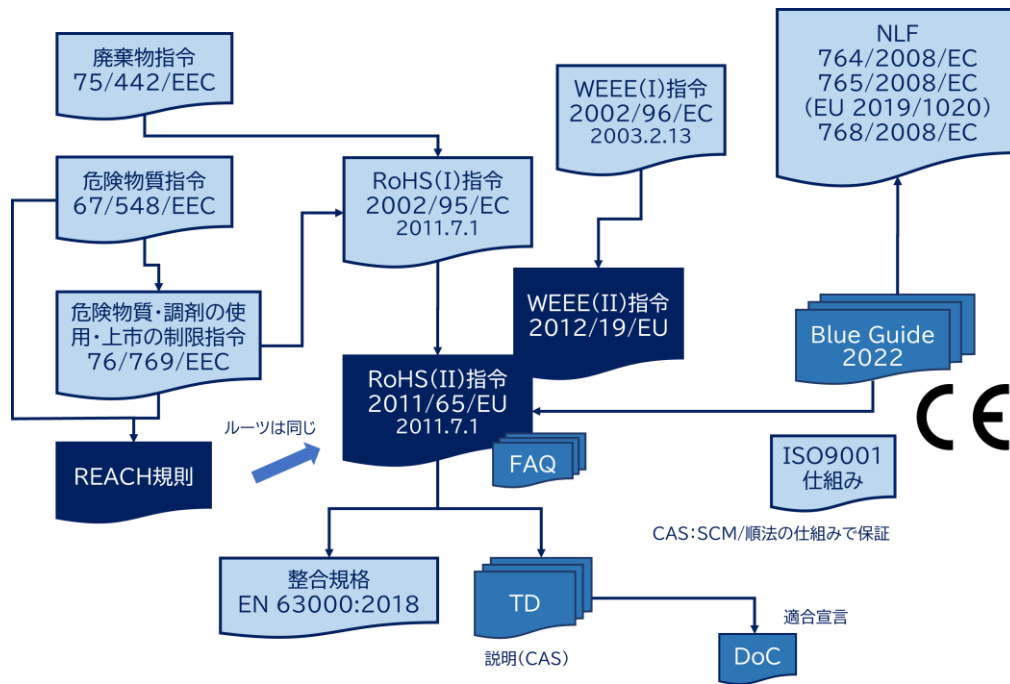 廃棄物指令
75/442/EEC
WEEE(I)指令
2002/96/EC
2003.2.13
NLF
764/2008/EC
765/2008/EC
(EU 2019/1020)
768/2008/EC
危険物質指令
67/548/EEC
RoHS(I)指令
2002/95/EC
2011.7.1
危険物質・調剤の使
用・上市の制限指令
76/769/EEC
WEEE(II)指令
2012/19/EU
Blue Guide
2022
RoHS(II)指令
2011/65/EU
2011.7.1
CE
ルーツは同じ
REACH規則
FAQ
ISO9001
仕組み
CAS:SCM/順法の仕組みで保証
整合規格
EN 63000:2018
TD
説明(CAS)
適合宣言
DoC